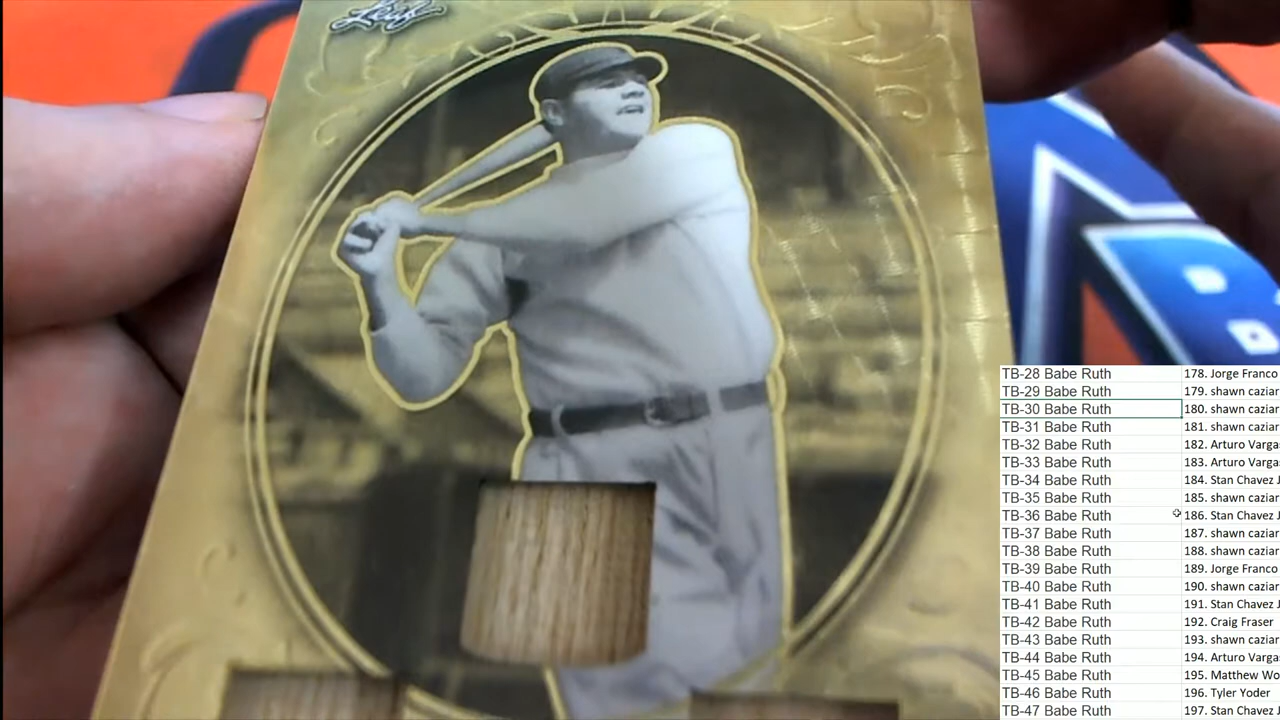 Leaf
TB-28 Babe Ruth 178. Jorge Franco
TB-29 Babe Ruth 179. shawn caziar
TB-30 Babe Ruth 180. shawn caziar
TB-31 Babe Ruth 181. shawn caziar
TB-32 Babe Ruth 182. Arturo Varga
TB-33 Babe Ruth 183. Arturo Varga
TB-34 Babe Ruth 184. Stan Chavez J
TB-35 Babe Ruth 185. shawn caziar
TB-36 Babe Ruth 186. Stan Chavez J
TB-37 Babe Ruth 187. shawn caziar
TB-38 Babe Ruth 188. shawn caziar
TB-39 Babe Ruth 189. Jorge Franco
TB-40 Babe Ruth 190. shawn caziar
TB-41 Babe Ruth 191. Stan Chavez J
TB-42 Babe Ruth 192. Craig Fraser
TB-43 Babe Ruth 193. shawn caziar
TB-44 Babe Ruth 194. Arturo Varga
TB-45 Babe Ruth 195. Matthew Wo
TB-46 Babe Ruth 196. Tyler Yoder
TB-47 Babe Ruth 197. Stan Chavez J